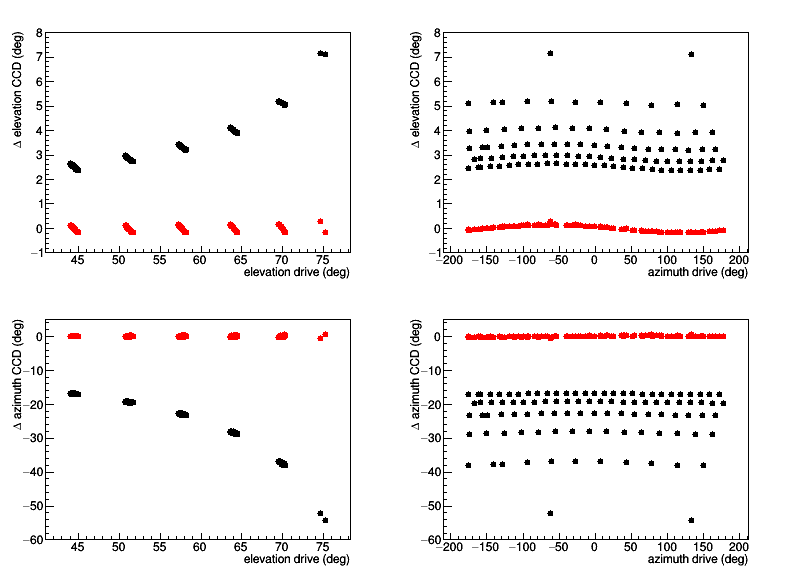 Δ elevation CCD (deg)
8
7
6
5
4
3
2
1
0
−1
45 50 55 60 65 70 75
elevation drive (deg)
Δ elevation CCD (deg)
8
7
6
5
4
3
2
1
0
−1
−200 −150 −100 −50 0 50 100 150 200
azimuth drive (deg)
Δ azimuth CCD (deg)
0
−10
−20
−30
−40
−50
−60
45 50 55 60 65 70 75
elevation drive (deg)
Δ azimuth CCD (deg)
0
−10
−20
−30
−40
−50
−60
−200 −150 −100 −50 0 50 100 150 200
azimuth drive (deg)